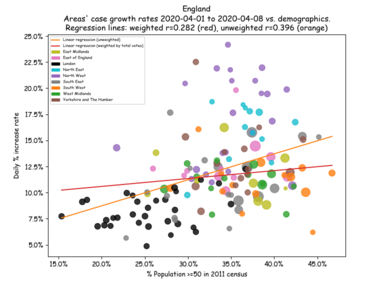 England
Areas' case growth rates 2020-04-01 to 2020-04-08 vs. demographics.
Regression lines: weighted r=0.282 (red), unweighted r=0.396 (orange)
Linear regression (unweighted)
Linear regression (weighted by total votes)
East Midlands
East of England
London
North East
North West
South East
South West
West Midlands
Yorkshire and The Humber
Daily % increase rate
25.0%
22.5%
20.0%
17.5%
15.0%
12.5%
10.0%
7.5%
5.0%
15.0% 20.0% 25.0% 30.0% 35.0% 40.0% 45.0%
% Population >=50 in 2011 census